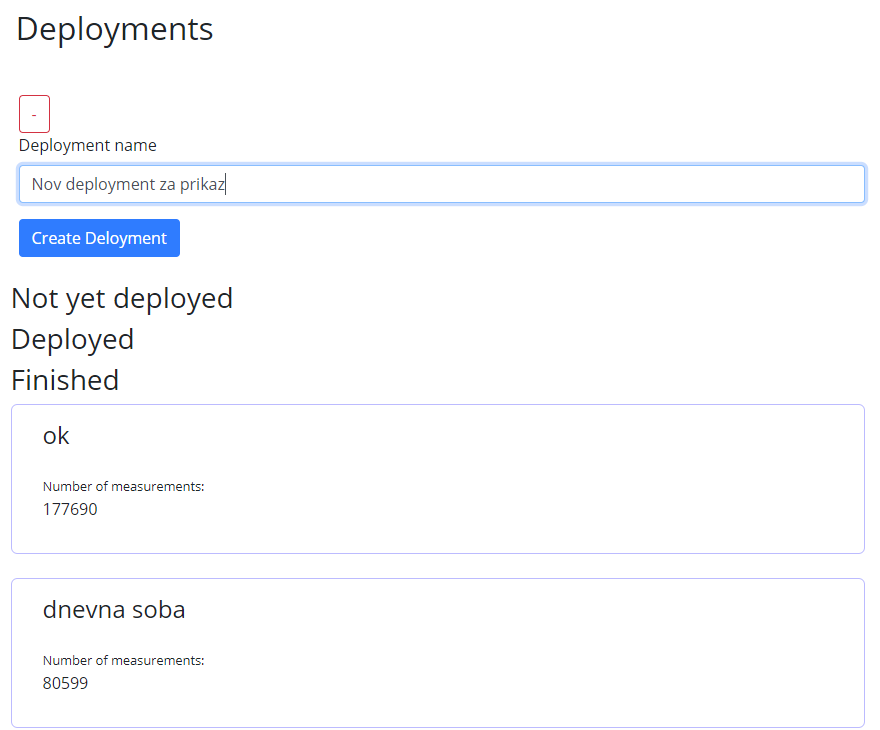 Deployments
-
Deployment name
Nov deployment za prikaz
Create Deloyment
Not yet deployed
Deployed
Finished
ok
Number of measurements:
177690
dnevna soba
Number of measurements:
80599